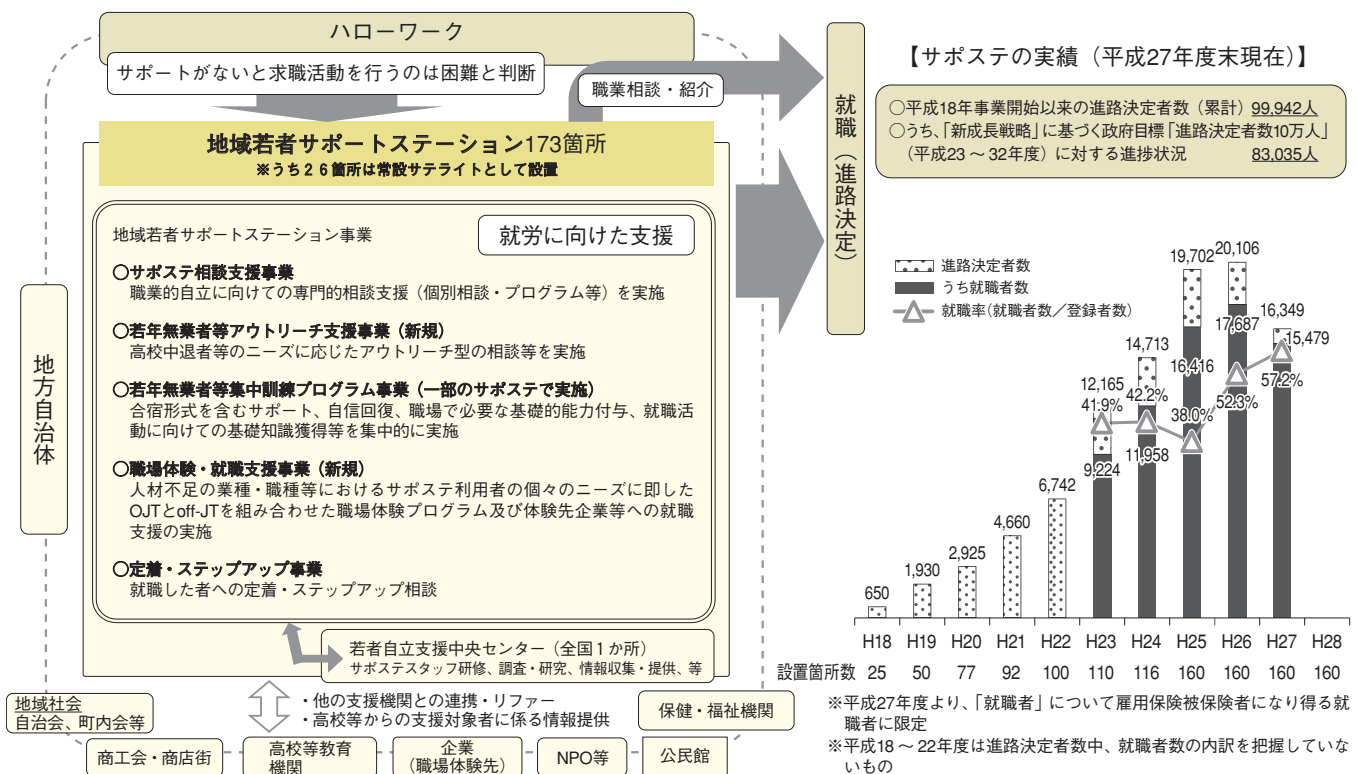 ハローワーク
サポートがないと求職活動を行うのは困難と判断
職業相談・紹介
地域若者サポートステーション173箇所
※うち26箇所は常設サテライトとして設置
地域若者サポートステーション事業
就労に向けた支援
○サポステ相談支援事業
職業的自立に向けての専門的相談支援（個別相談・プログラム等）を実施
○若年無業者等アウトリーチ支援事業（新規）
高校中退者等のニーズに応じたアウトリーチ型の相談等を実施
○若年無業者等集中訓練プログラム事業（一部のサポステで実施）
合宿形式を含むサポート、自信回復、職場で必要な基礎的能力付与、就職活
動に向けての基礎知識獲得等を集中的に実施
○職場体験・就職支援事業（新規）
人材不足の業種・職種等におけるサポステ利用者の個々のニーズに即した
OJTとoff-JTを組み合わせた職場体験プログラム及び体験先企業等への就職
支援の実施
○定着・ステップアップ事業
就職した者への定着・ステップアップ相談
若者自立支援中央センター（全国1か所）
サポステスタッフ研修、調査・研究、情報収集・提供、等
・他の支援機関との連携・リファー
・高校等からの支援対象者に係る情報提供
地方自治体
地域社会
自治会、町内会等
商工会・商店街
高校等教育
機関
企業
（職場体験先）
NPO等
公民館
保健・福祉機関
就職（進路決定）
【サポステの実績（平成27年度末現在）】
○平成18年事業開始以来の進路決定者数（累計）99,942人
○うち、「新成長戦略」に基づく政府目標「進路決定者数10万人」
（平成23～32年度）に対する進捗状況 83,035人
進路決定者数
うち就職者数
就職率（就職者数／登録者数）
650
1,930
2,925
4,660
6,742
12,165
41.9%
9,224
14,713
42.2%
11,958
19,702
16,416
38.0%
20,106
17,687
52.3%
16,349
15,479
57.2%
H18 H19 H20 H21 H22 H23 H24 H25 H26 H27 H28
設置箇所数 25 50 77 92 100 110 116 160 160 160 160
※平成27年度より、「就職者」について雇用保険被保険者になり得る就
職者に限定
※平成18～22年度は進路決定者数中、就職者数の内訳を把握していな
いもの